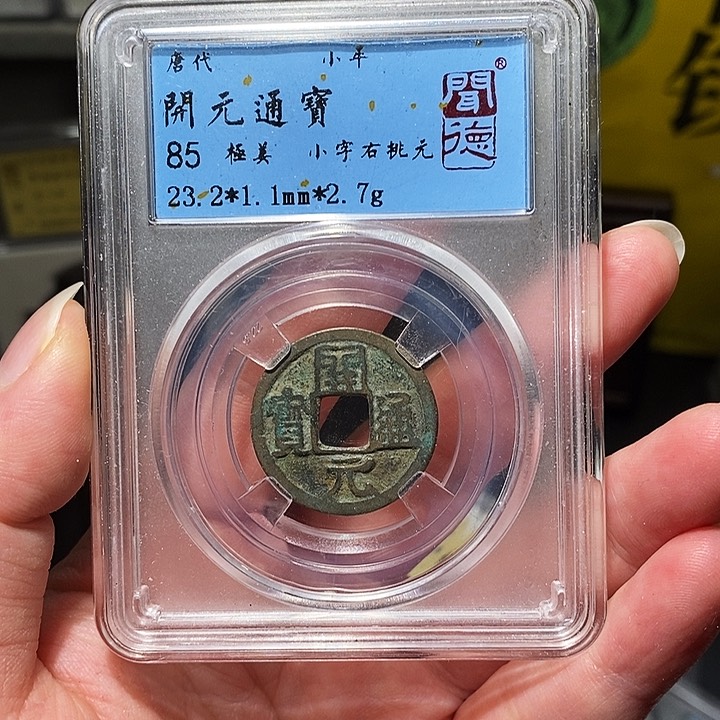 唐代 小平
開元通寶
85 極美 小字右挑元
23.2*1.1mm*2.7g
聞德
®
開
通
元
寶